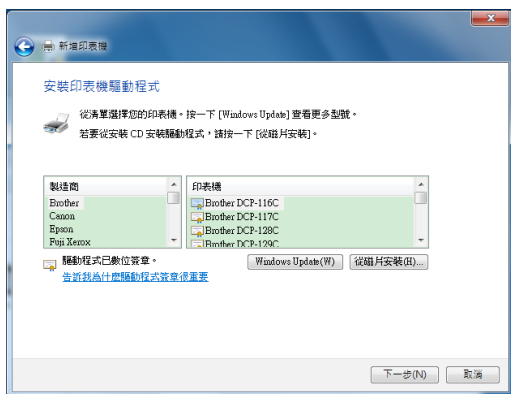 新增印表機
安裝印表機驅動程式
從清單選擇您的印表機。按一下 [Windows Update] 查看更多型號。
若要從安裝 CD 安裝驅動程式，請按一下 [從磁片安裝]。
製造商
Brother
Canon
Epson
Fuji Xerox
印表機
Brother DCP-116C
Brother DCP-117C
Brother DCP-128C
Brother DCP-129C
驅動程式已數位簽章。
告訴我為什麼驅動程式簽章很重要
Windows Update(W)
從磁片安裝(H)...
下一步(N)
取消